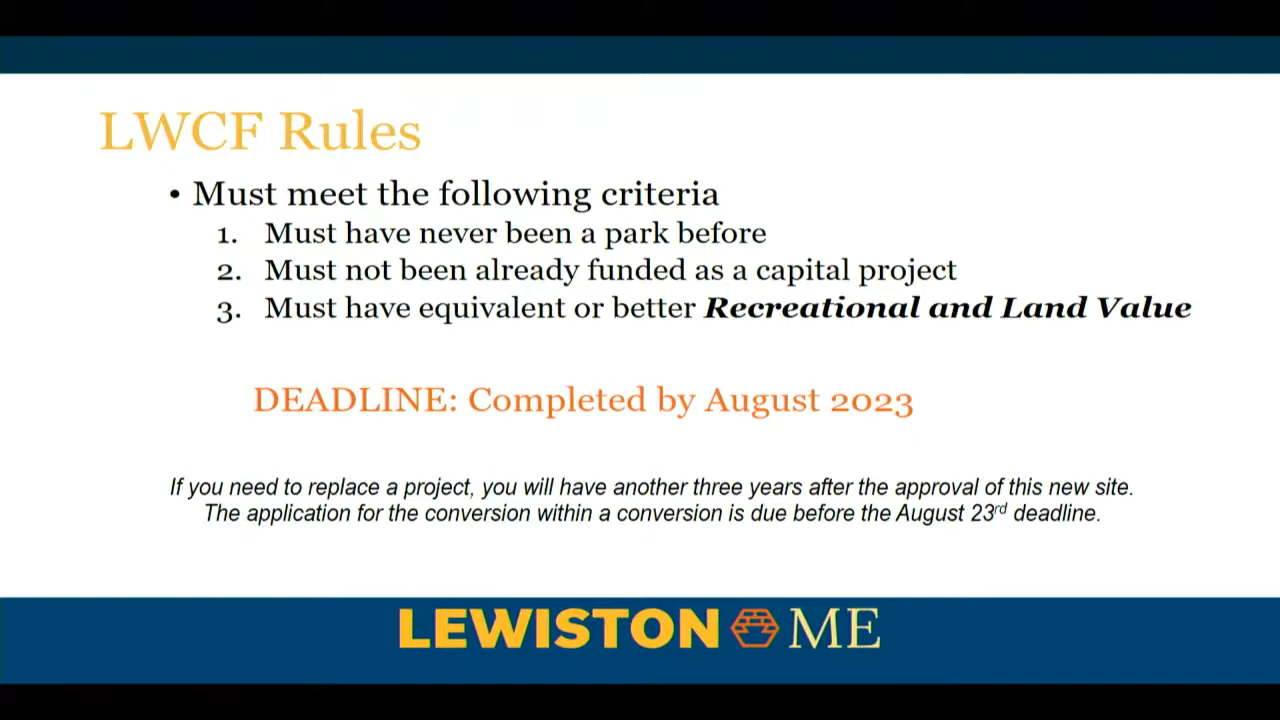 LWCF Rules
• Must meet the following criteria
1. Must have never been a park before
2. Must not been already funded as a capital project
3. Must have equivalent or better Recreational and Land Value
DEADLINE: Completed by August 2023
If you need to replace a project, you will have another three years after the approval of this new site.
The application for the conversion within a conversion is due before the August 23rd deadline.
LEWISTON ME